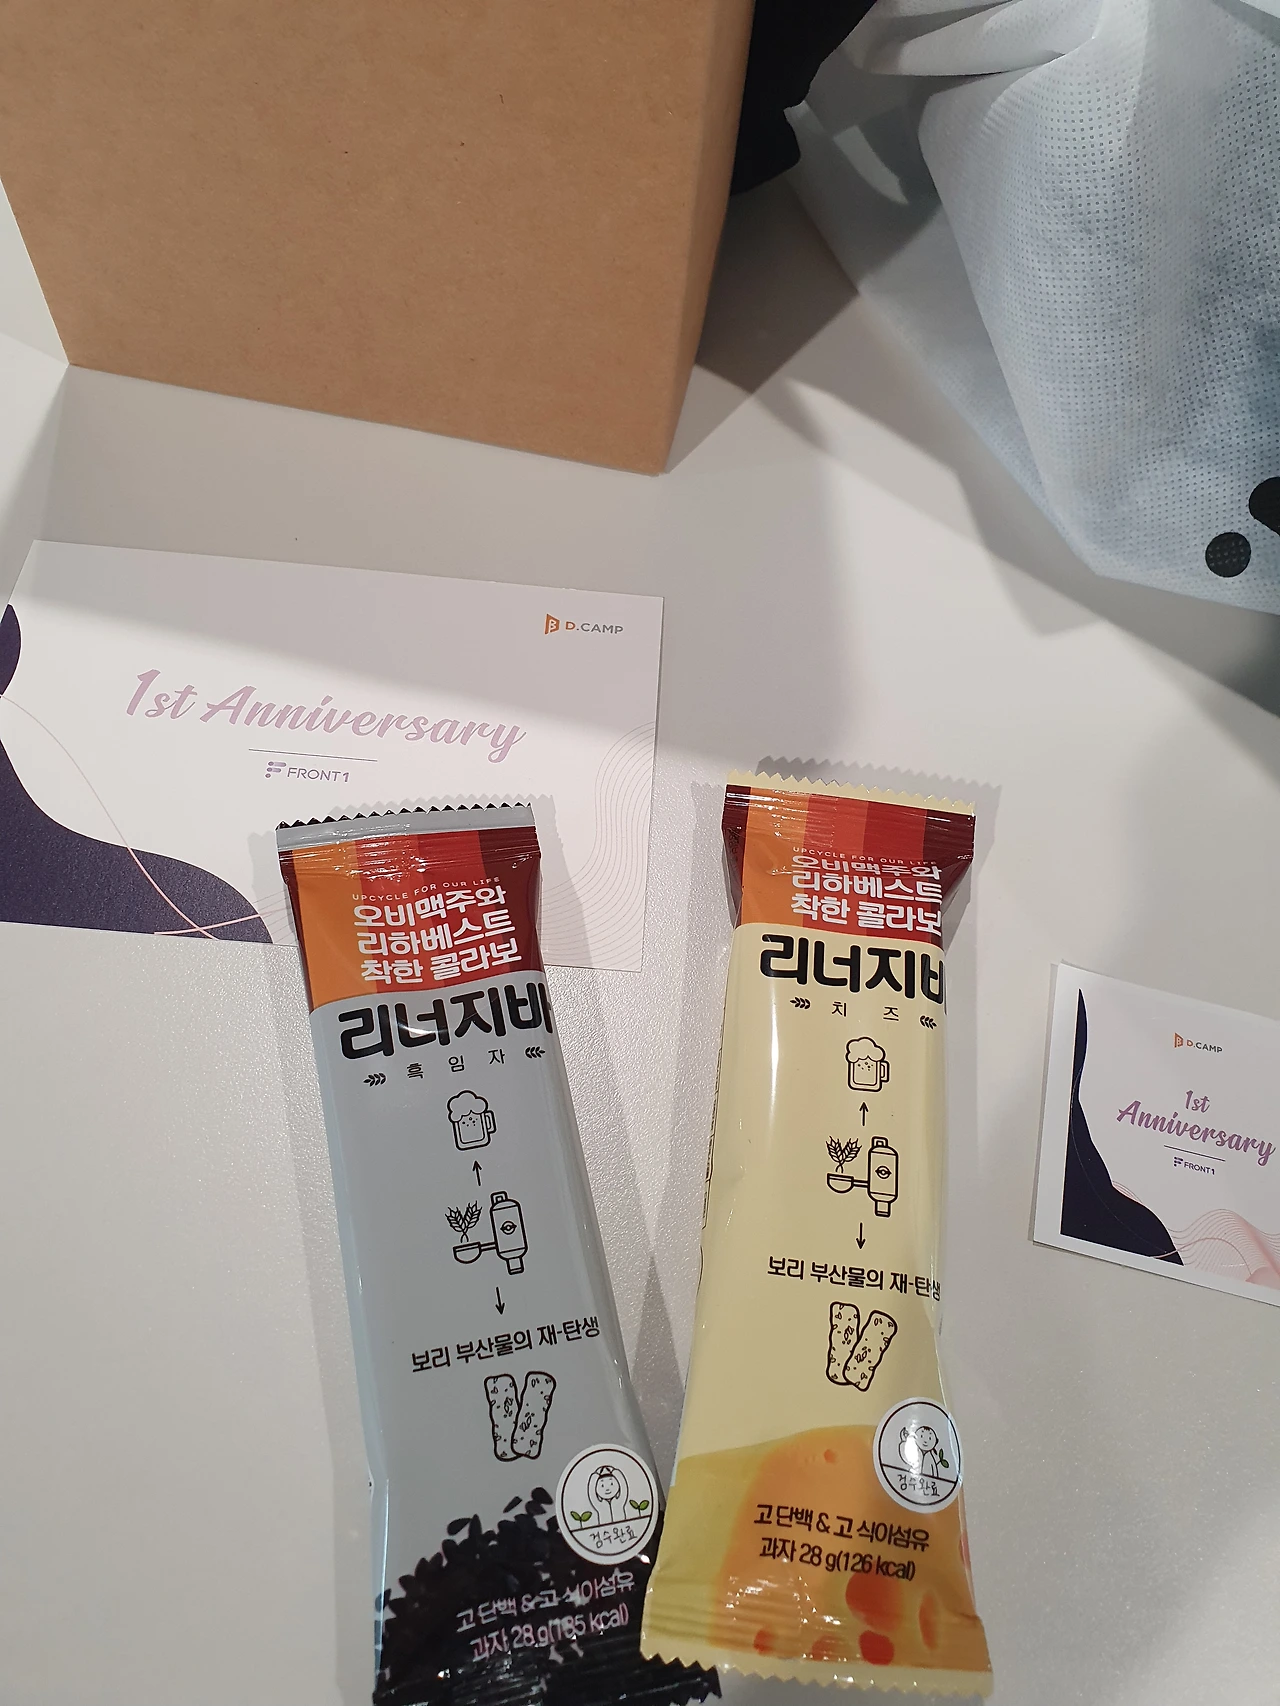 D.CAMP
1st Anniversary
FRONT1
UPCYCLE FOR OUR LIFE
오비맥주와
리하베스트
착한 콜라보
리너지바
흑 임 자
보리 부산물의 재-탄생
검수완료
고단백 & 고 식이섬유
과자 28 g
UPCYCLE FOR OUR LIFE
오비맥주와
리하베스트
착한 콜라보
리너지바
치 즈
보리 부산물의 재-탄생
검수완료
고단백 & 고 식이섬유
과자 28 g(126 kcal)
D.CAMP
1st
Anniversary
FRONT1